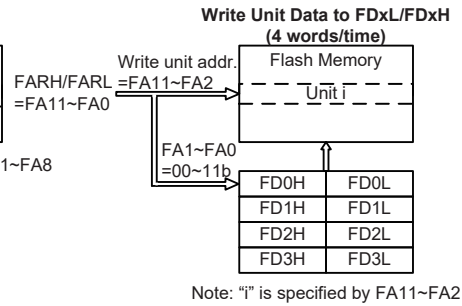 Write Unit Data to FDxL/FDxH
(4 words/time)
Write unit addr.
=FA11~FA2
FARH/FARL
=FA11~FA0
Flash Memory
Unit i
1~FA8
FA1~FA0
=00~11b
FD0H FD0L
FD1H FD1L
FD2H FD2L
FD3H FD3L
Note: “i” is specified by FA11~FA2